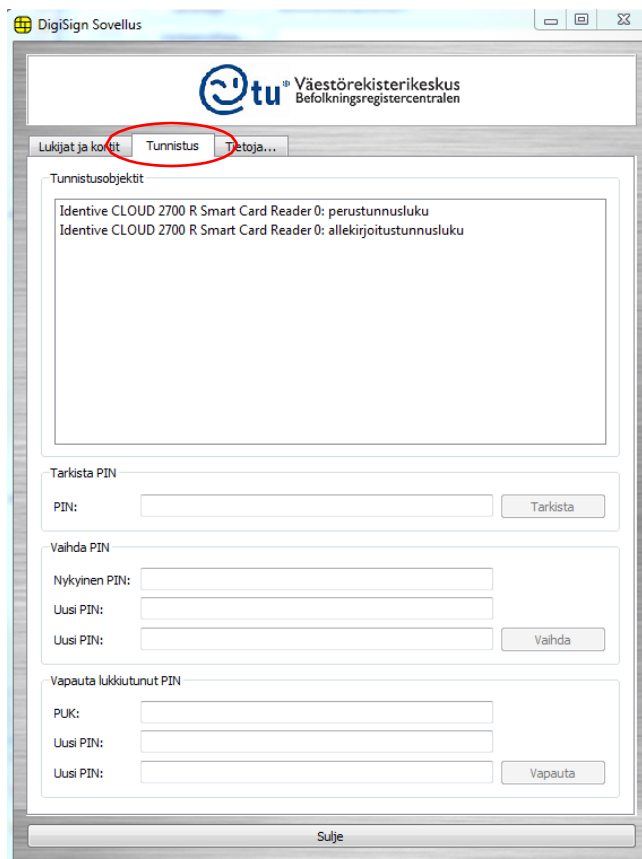 DigiSign Sovellus
tu® Väestörekisterikeskus
Befolkningsregistercentralen
Lukijat ja kortit Tunnistus Tietoja...
Tunnistusobjektit
Identive CLOUD 2700 R Smart Card Reader 0: perustunnusluku
Identive CLOUD 2700 R Smart Card Reader 0: allekirjoitustunnusluku
Tarkista PIN
PIN: Tarkista
Vaihda PIN
Nykyinen PIN:
Uusi PIN:
Uusi PIN: Vaihda
Vapauta lukkiutunut PIN
PUK:
Uusi PIN:
Uusi PIN: Vapauta
Sulje